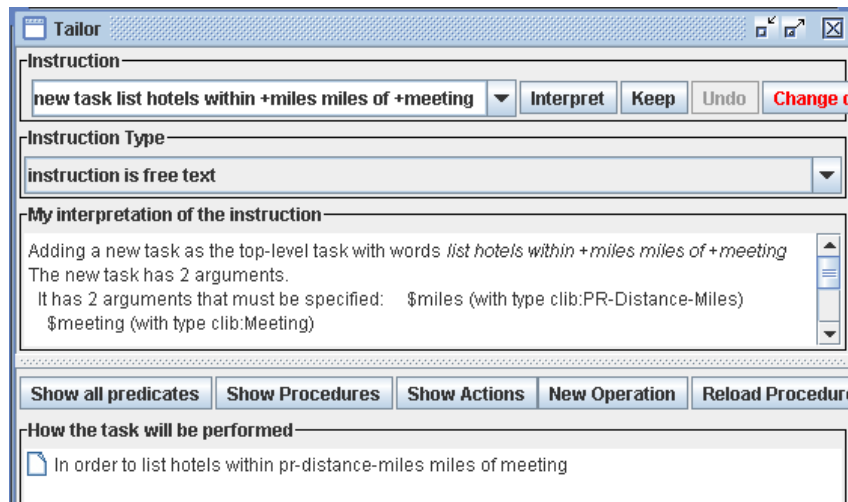 Tailor
Instruction
new task list hotels within +miles miles of +meeting Interpret Keep Undo Change
Instruction Type
instruction is free text
My interpretation of the instruction
Adding a new task as the top-level task with words list hotels within +miles miles of +meeting
The new task has 2 arguments.
It has 2 arguments that must be specified: $miles (with type clib:PR-Distance-Miles)
$meeting (with type clib:Meeting)
Show all predicates Show Procedures Show Actions New Operation Reload Procedur
How the task will be performed
In order to list hotels within pr-distance-miles miles of meeting